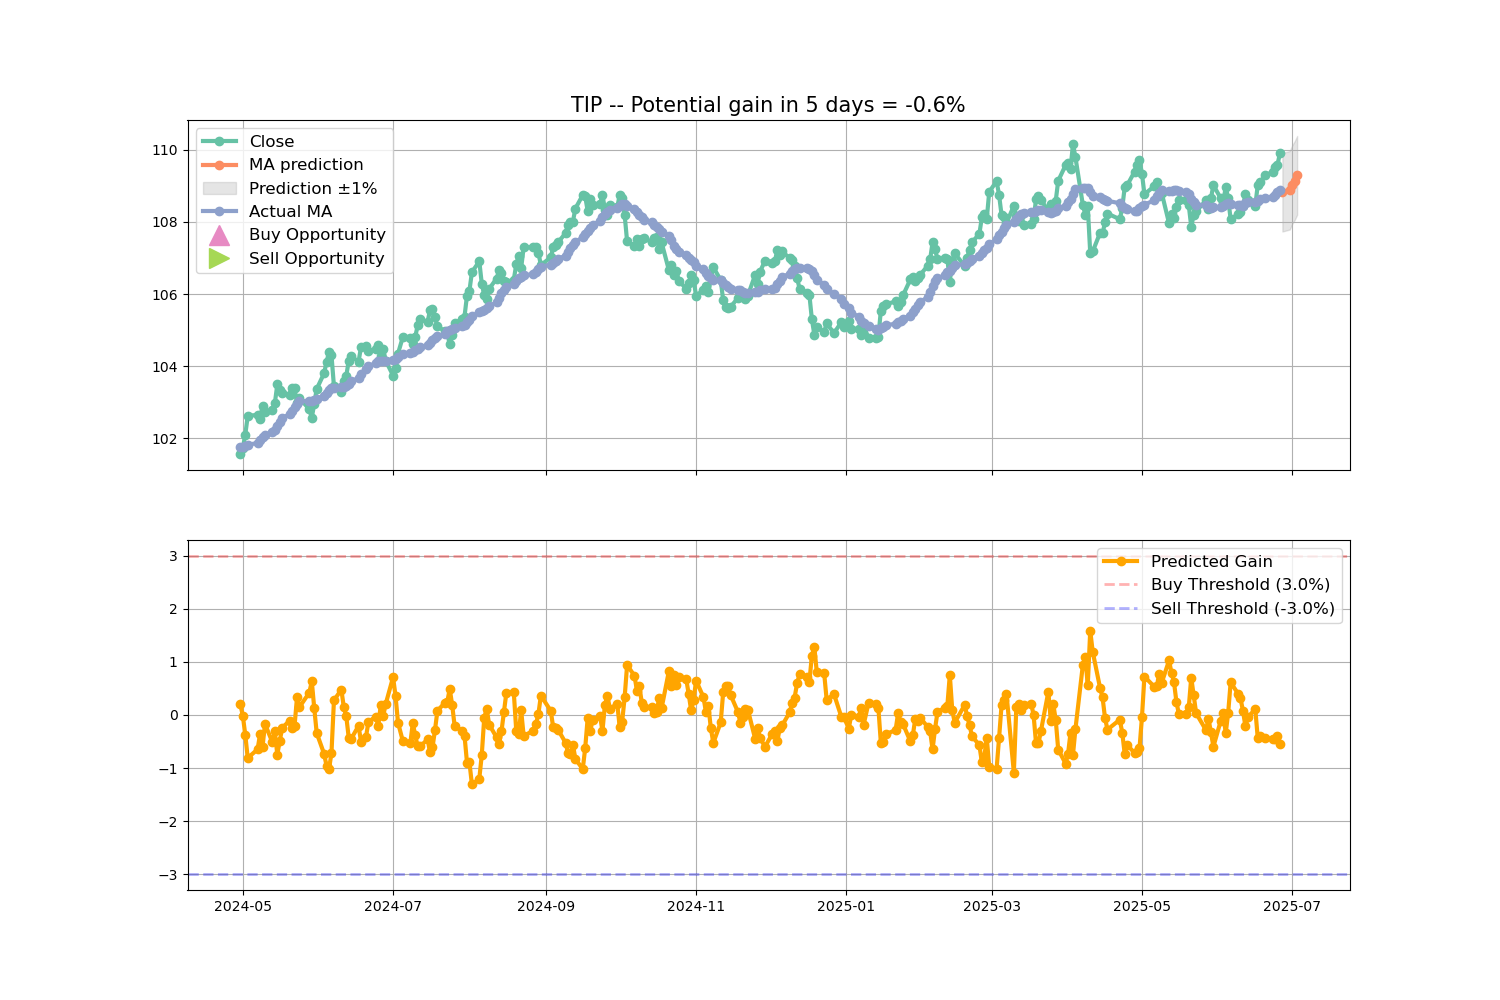 TIP -- Potential gain in 5 days = -0.6%
Close
MA prediction
Prediction ±1%
Actual MA
Buy Opportunity
Sell Opportunity
110
108
106
104
102
Predicted Gain
Buy Threshold (3.0%)
Sell Threshold (-3.0%)
3
2
1
0
−1
−2
−3
2024-05 2024-07 2024-09 2024-11 2025-01 2025-03 2025-05 2025-07